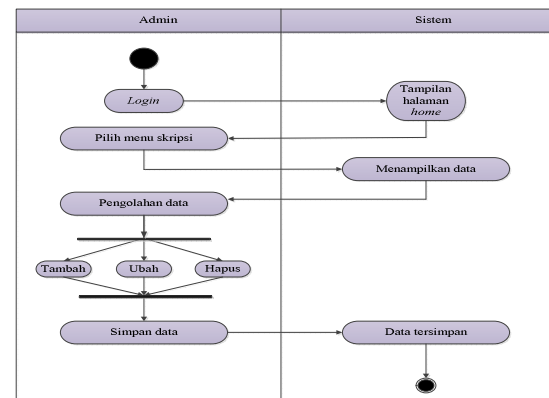 Admin
Sistem
Login
Tampilan
halaman
home
Pilih menu skripsi
Menampilkan data
Pengolahan data
Tambah
Ubah
Hapus
Simpan data
Data tersimpan